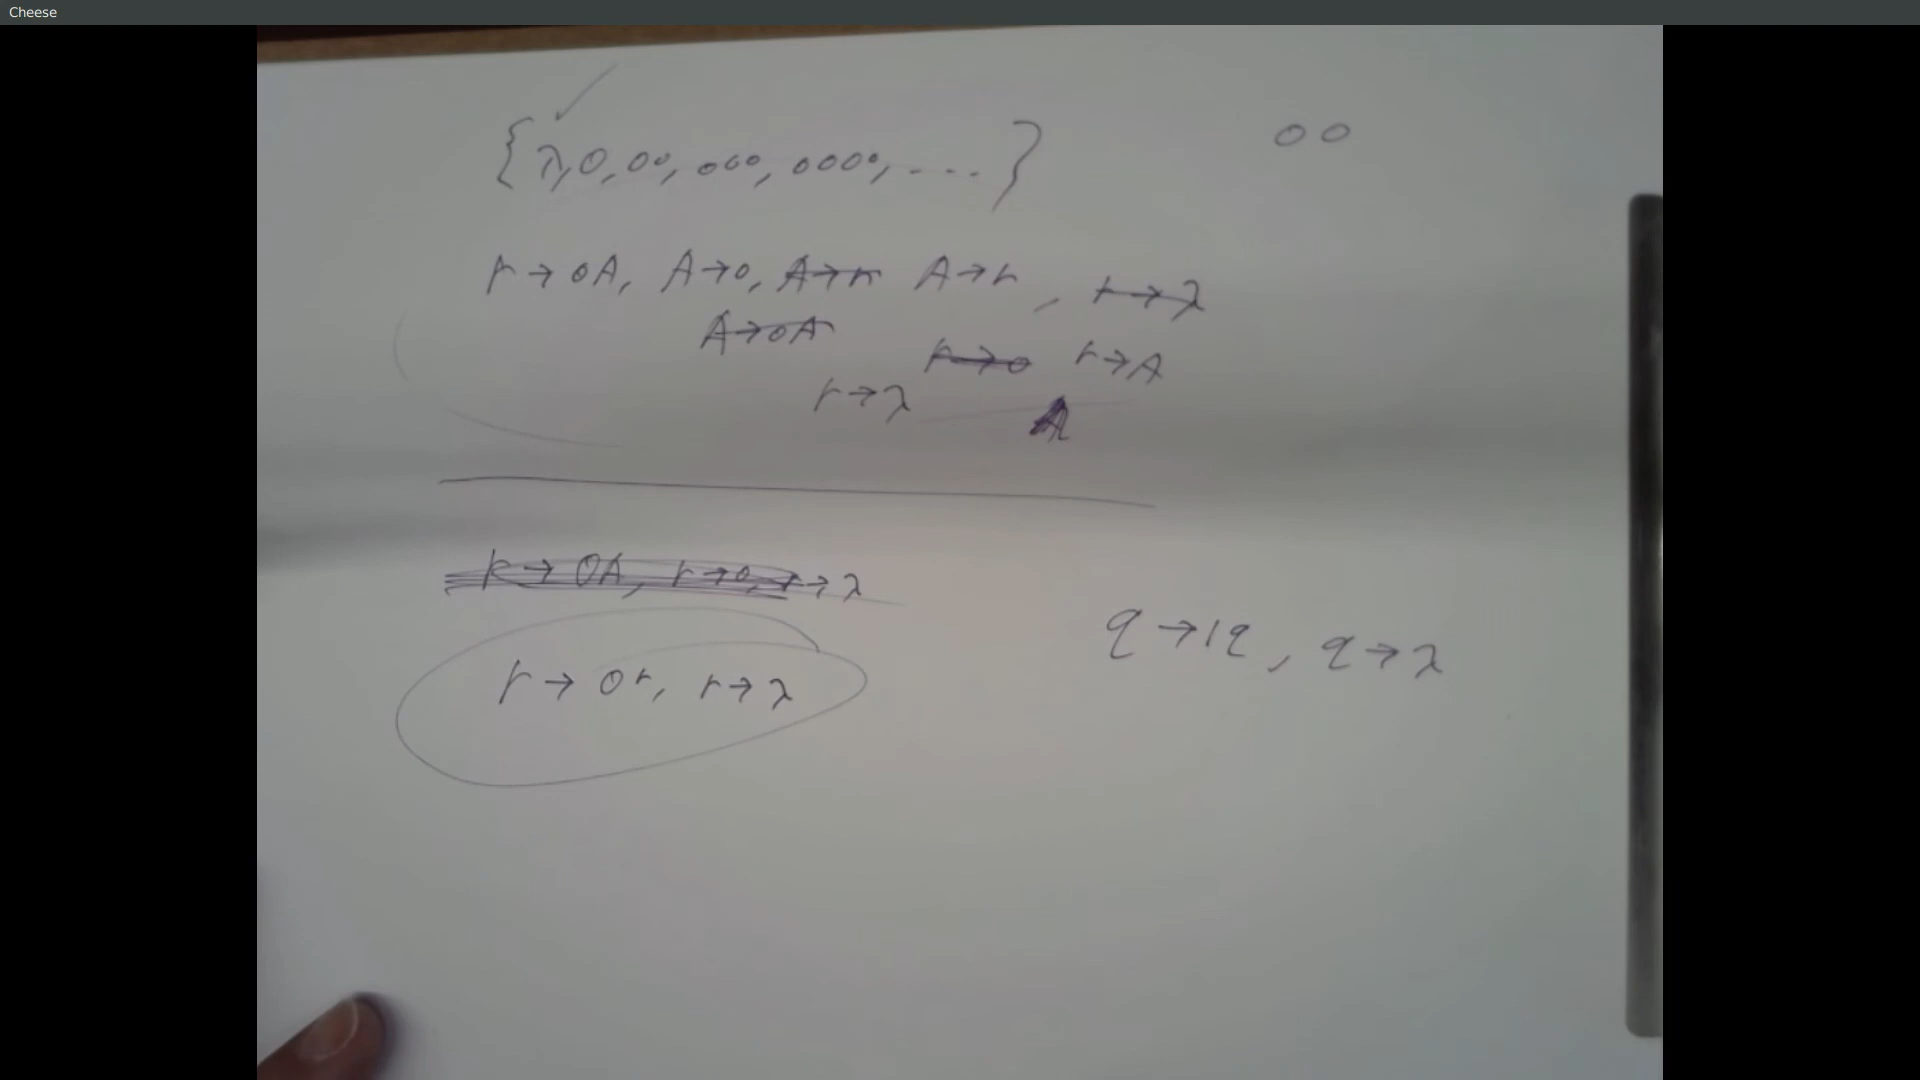 Cheese
{λ, 0, 00, 000, 0000, ...}
00
r → 0A, A → 0, A → r A → r, r → λ
A → 0A
r → 0 r → A
r → λ
A
r → 0A, r → 0, r → λ
q → 1q, q → λ
r → 0r, r → λ